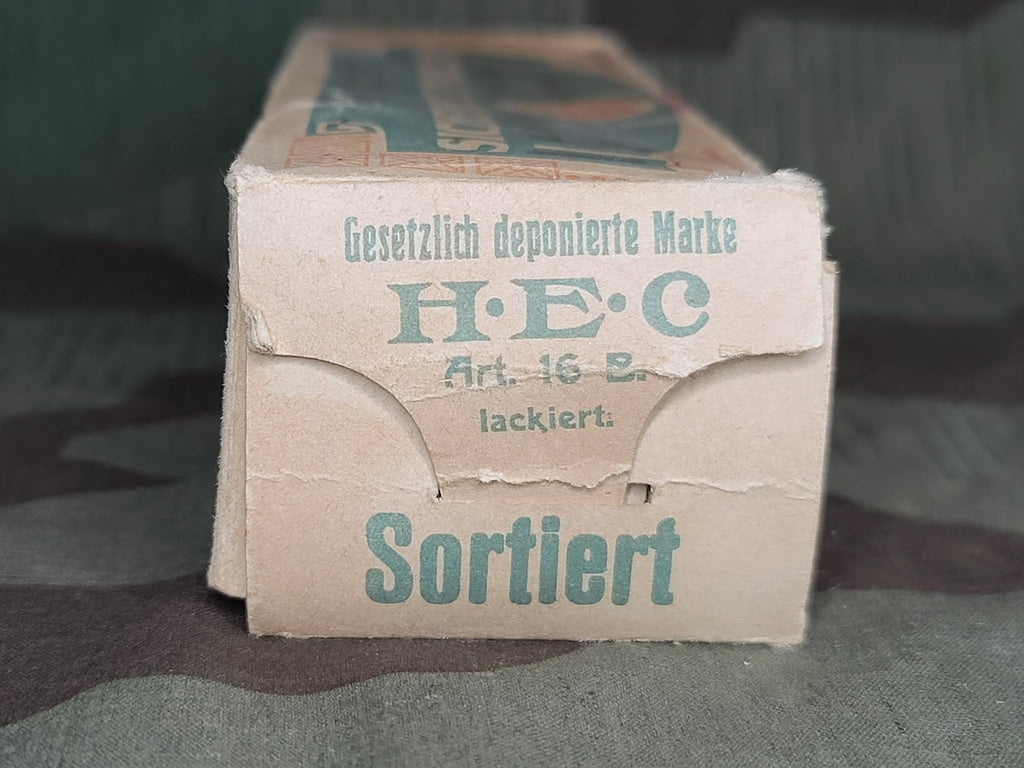 Gesetzlich deponierte Marke
H·E·C
Art. 16 B.
lackiert.
Sortiert